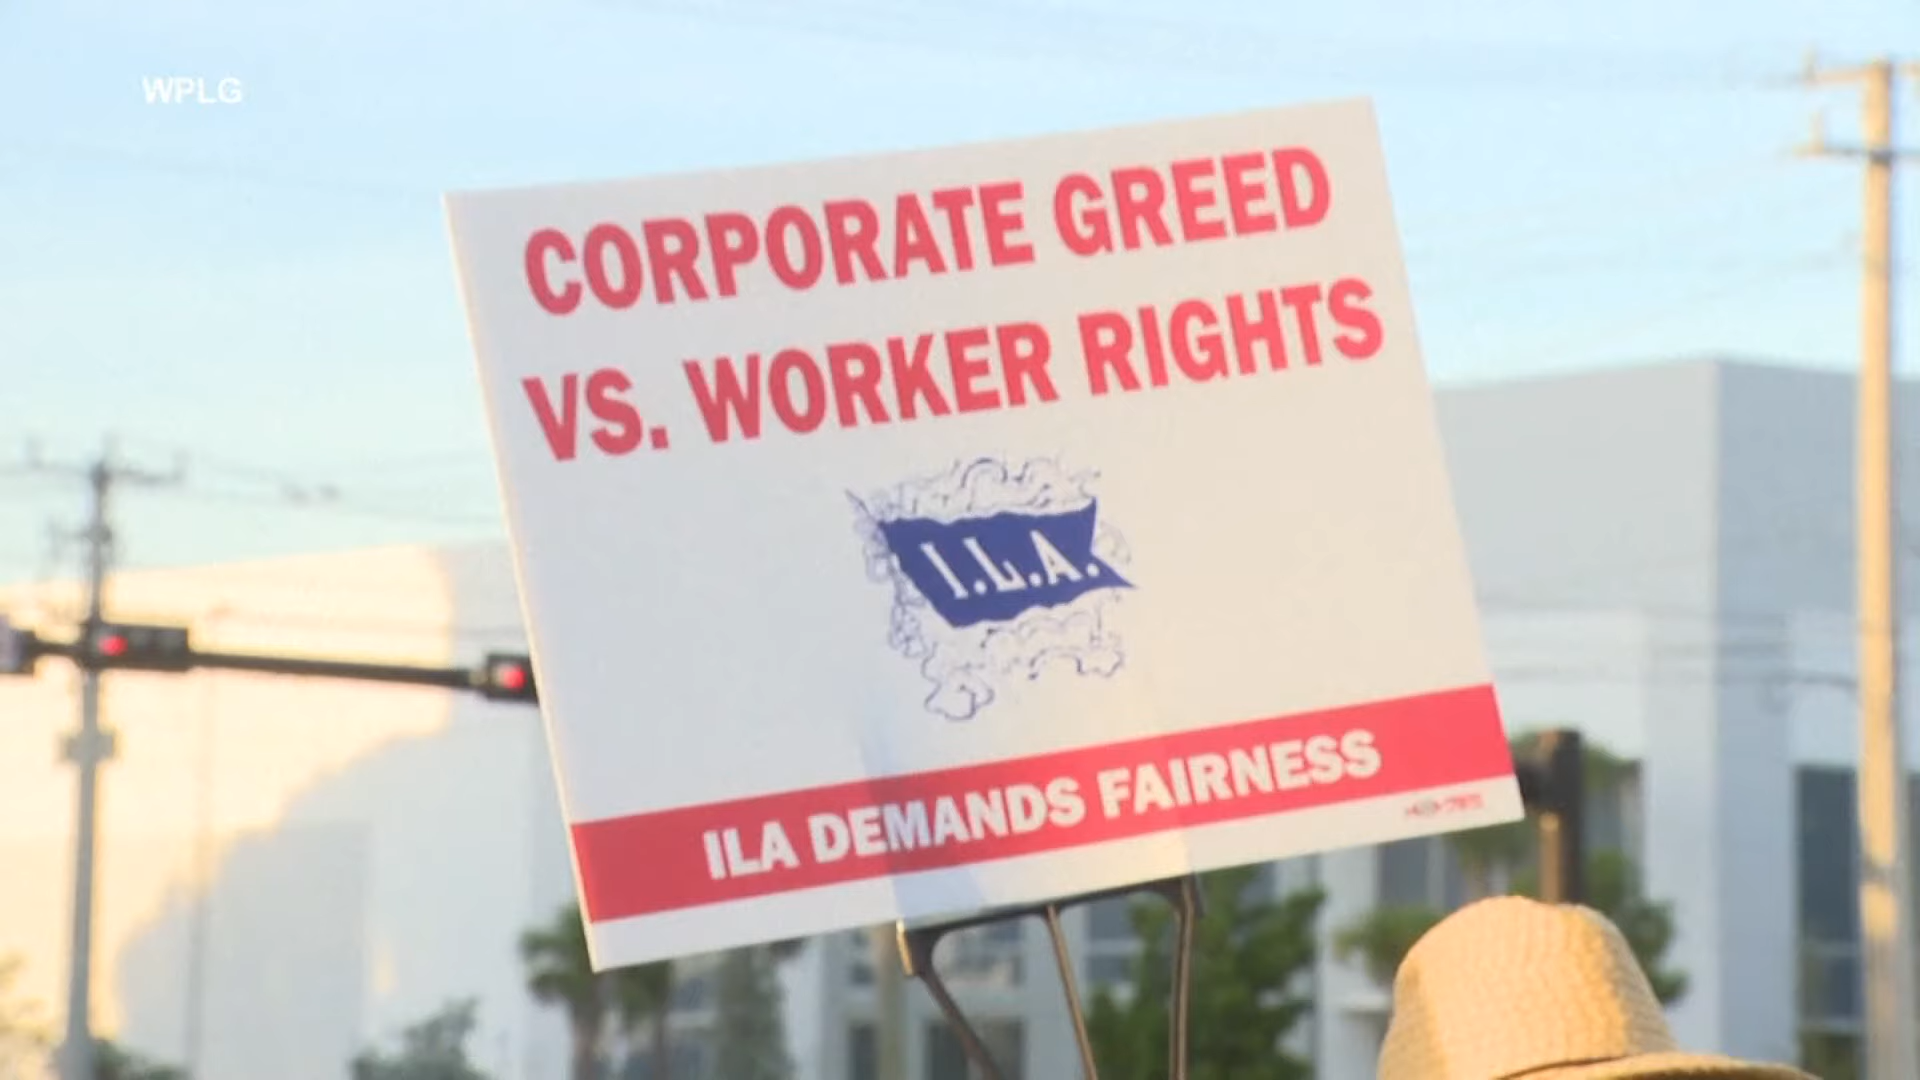 WPLG
CORPORATE GREED
VS. WORKER RIGHTS
I.L.A.
ILA DEMANDS FAIRNESS